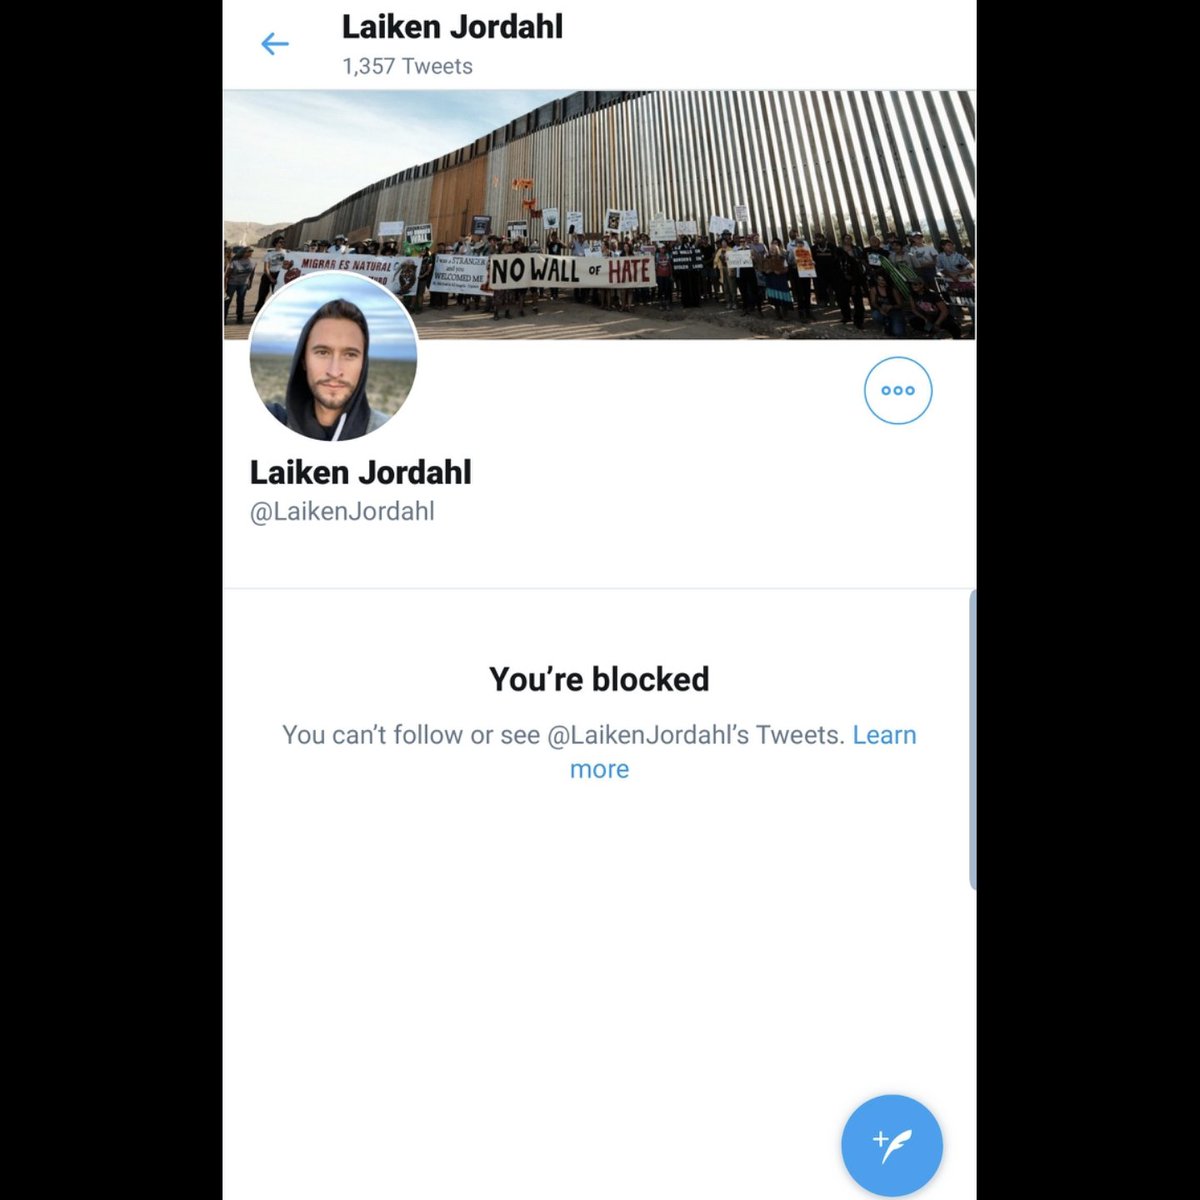 Laiken Jordahl
1,357 Tweets
MIGRAR ES NATURAL
I was a STRANGER
and you
WELCOMED ME
NO WALL OF HATE
Laiken Jordahl
@LaikenJordahl
You're blocked
You can't follow or see @LaikenJordahl's Tweets. Learn
more